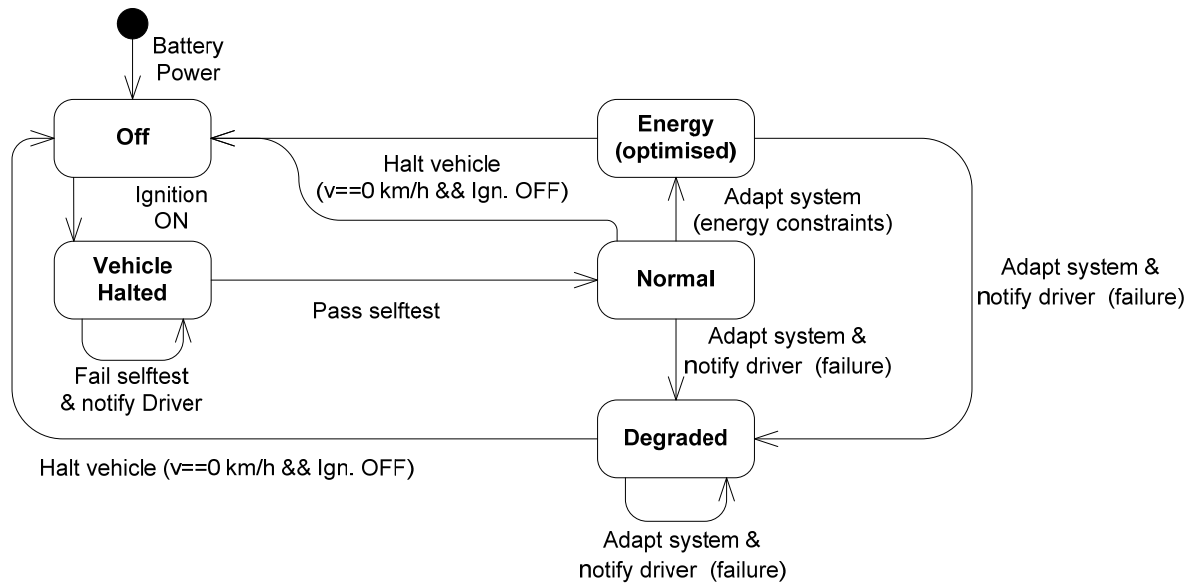 Battery
Power
Off
Energy
(optimised)
Halt vehicle
(v==0 km/h && Ign. OFF)
Ignition
ON
Adapt system
(energy constraints)
Vehicle
Halted
Normal
Adapt system &
notify driver (failure)
Pass selftest
Adapt system &
notify driver (failure)
Fail selftest
& notify Driver
Degraded
Halt vehicle (v==0 km/h && Ign. OFF)
Adapt system &
notify driver (failure)